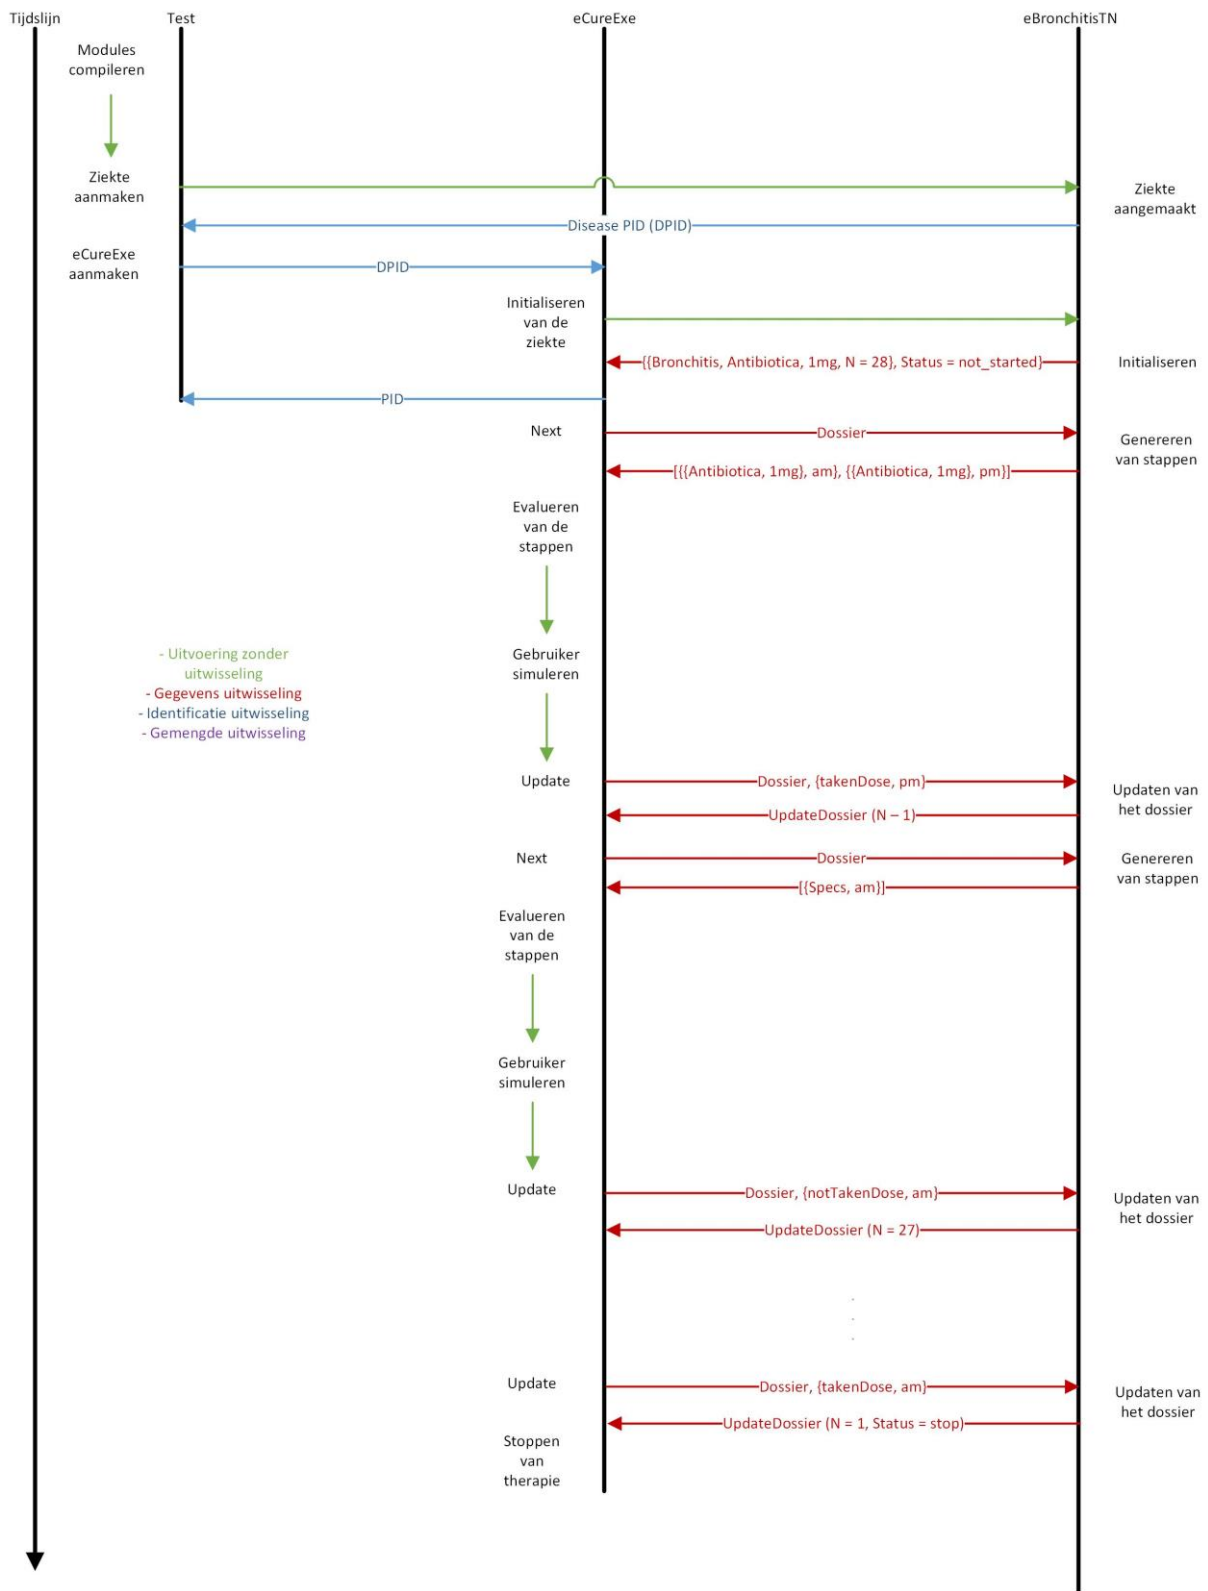 Tijdslijn
Test
eCureExe
eBronchitisTN
Modules
compileren
Ziekte
aanmaken
Ziekte
aangemaakt
Disease PID (DPID)
eCureExe
aanmaken
DPID
Initialiseren
van de
ziekte
{{Bronchitis, Antibiotica, 1mg, N = 28}, Status = not_started}
Initialiseren
PID
Next
Dossier
Genereren
van stappen
[{{Antibiotica, 1mg}, am}, {{Antibiotica, 1mg}, pm}]
Evalueren
van de
stappen
Gebruiker
simuleren
- Uitvoering zonder
uitwisseling
- Gegevens uitwisseling
- Identificatie uitwisseling
- Gemengde uitwisseling
Update
Dossier, {takenDose, pm}
Updaten van
het dossier
UpdateDossier (N – 1)
Next
Dossier
Genereren
van stappen
[{Specs, am}]
Evalueren
van de
stappen
Gebruiker
simuleren
Update
Dossier, {notTakenDose, am}
Updaten van
het dossier
UpdateDossier (N = 27)
.
.
.
Update
Dossier, {takenDose, am}
Updaten van
het dossier
UpdateDossier (N = 1, Status = stop)
Stoppen
van
therapie